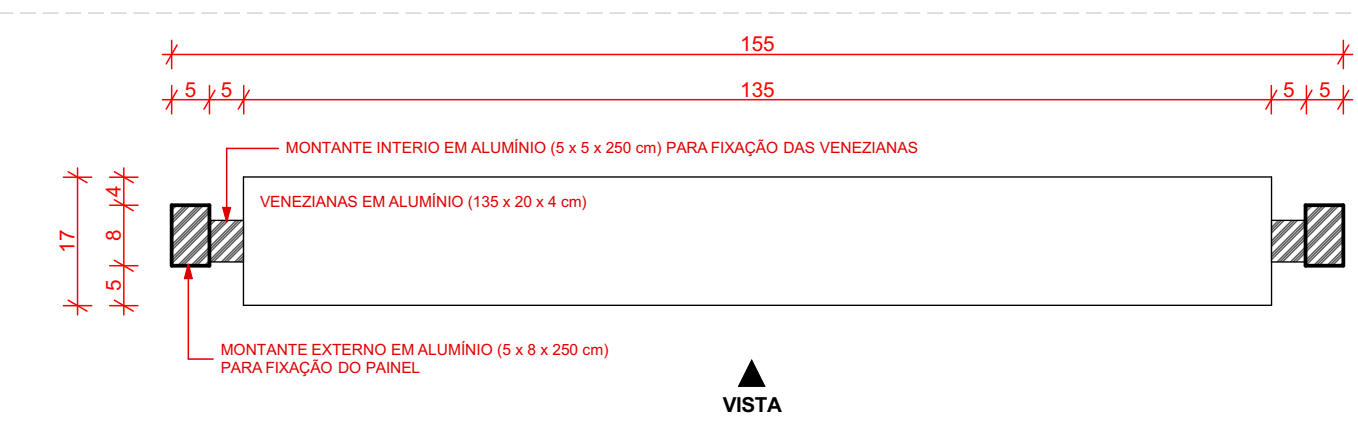 155
5 5 135 5 5
MONTANTE INTERIO EM ALUMÍNIO (5 x 5 x 250 cm) PARA FIXAÇÃO DAS VENEZIANAS
VENEZIANAS EM ALUMÍNIO (135 x 20 x 4 cm)
4
17
8
5
MONTANTE EXTERNO EM ALUMÍNIO (5 x 8 x 250 cm)
PARA FIXAÇÃO DO PAINEL
VISTA